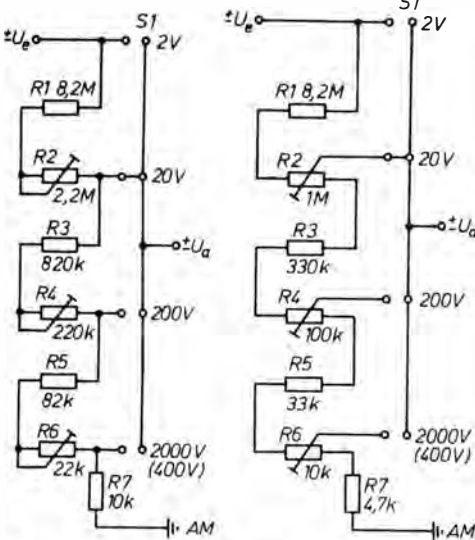 S1
±Ue
2V
R1 8,2M
R2
2,2M
20V
R3
820k
±Ua
R4
220k
200V
R5
82k
R6
22k
2000V
(400V)
R7
10k
AM
S1
±Ue
2V
R1 8,2M
R2
1M
20V
R3
330k
±Ua
R4
100k
200V
R5
33k
R6
10k
2000V
(400V)
R7
4,7k
AM